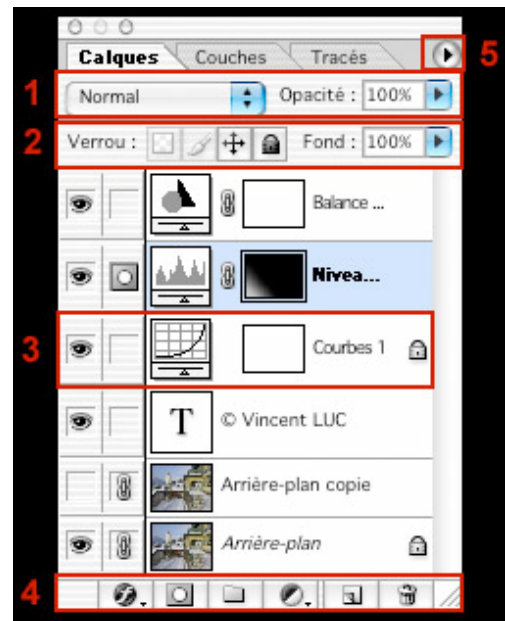 Calques Couches Tracés 5
1 Normal Opacité : 100%
2 Verrou : Fond : 100%
Balance ...
Nivea...
3 Courbes 1
T © Vincent LUC
Arrière-plan copie
Arrière-plan
4